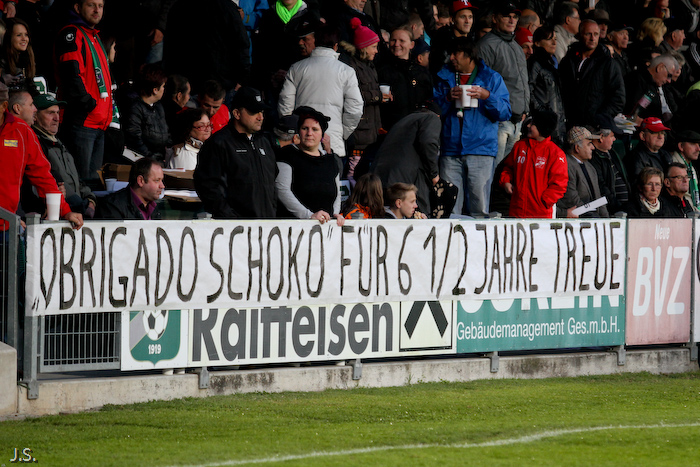 „OBRIGADO SCHOKO" FÜR 6 1/2 JAHRE TREUE
Neue
BVZ
Raiffeisen
Gebäudemanagement Ges.m.b.H.
1919
J.S.